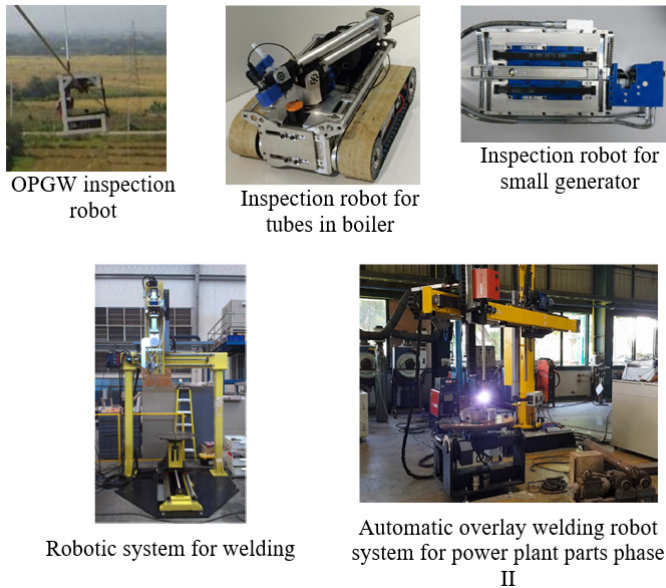 OPGW inspection
robot
Inspection robot for
tubes in boiler
Inspection robot for
small generator
Robotic system for welding
Automatic overlay welding robot
system for power plant parts phase
II